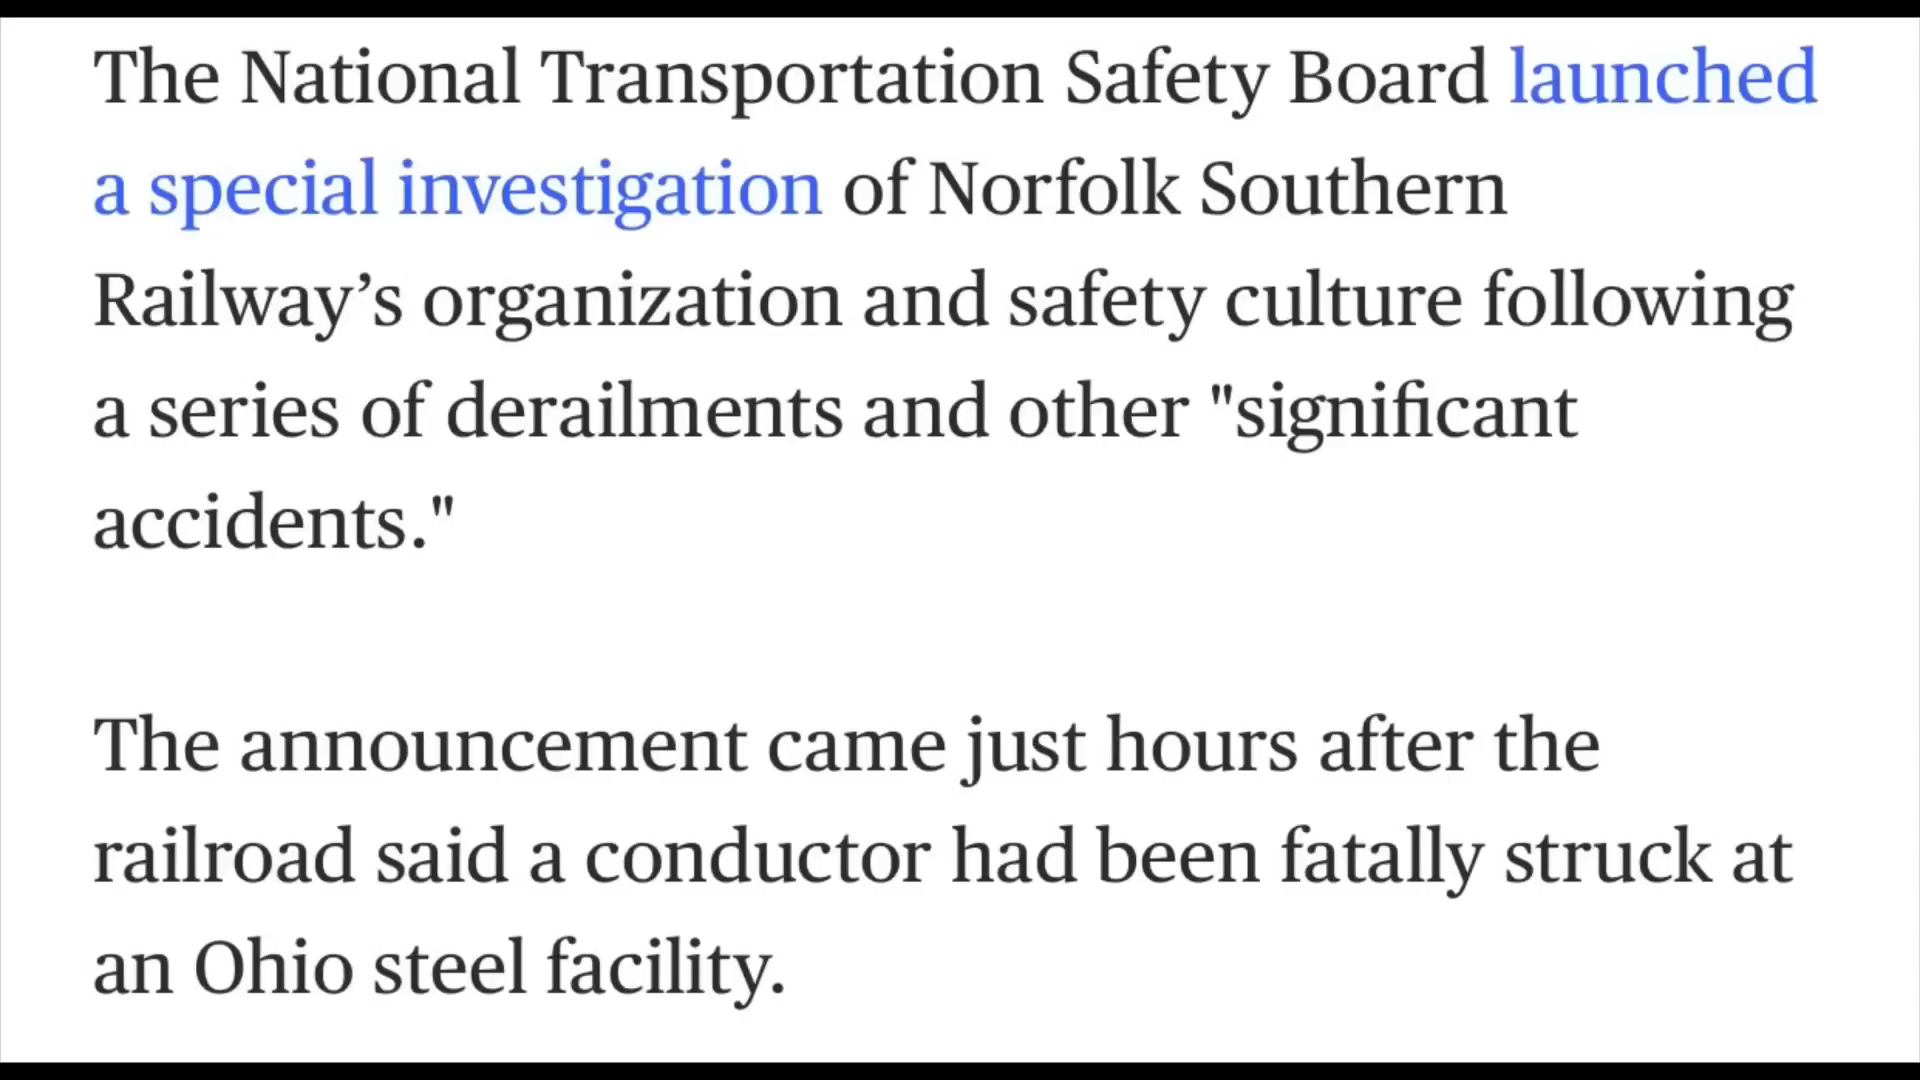 The National Transportation Safety Board launched
a special investigation of Norfolk Southern
Railway’s organization and safety culture following
a series of derailments and other "significant
accidents."
The announcement came just hours after the
railroad said a conductor had been fatally struck at
an Ohio steel facility.